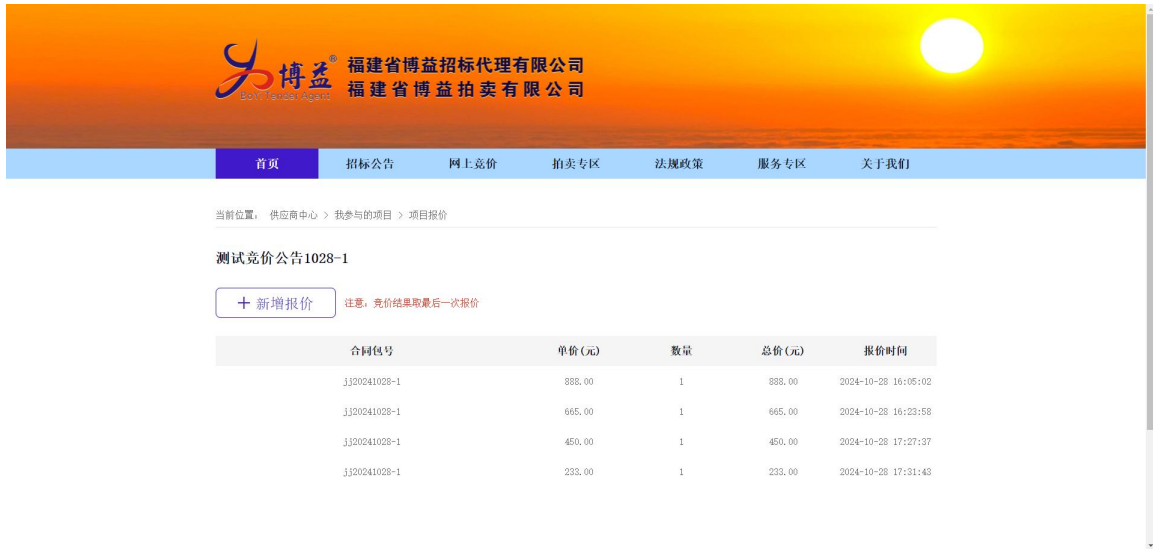 博益®
BoYi Tender Agent
福建省博益招标代理有限公司
福建省博益拍卖有限公司
首页 招标公告 网上竞价 拍卖专区 法规政策 服务专区 关于我们
当前位置: 供应商中心 > 我参与的项目 > 项目报价
测试竞价公告1028-1
+ 新增报价 注意:竞价结果取最后一次报价
合同包号 单价(元) 数量 总价(元) 报价时间
jj20241028-1 888.00 1 888.00 2024-10-28 16:05:02
jj20241028-1 665.00 1 665.00 2024-10-28 16:23:58
jj20241028-1 450.00 1 450.00 2024-10-28 17:27:37
jj20241028-1 233.00 1 233.00 2024-10-28 17:31:43